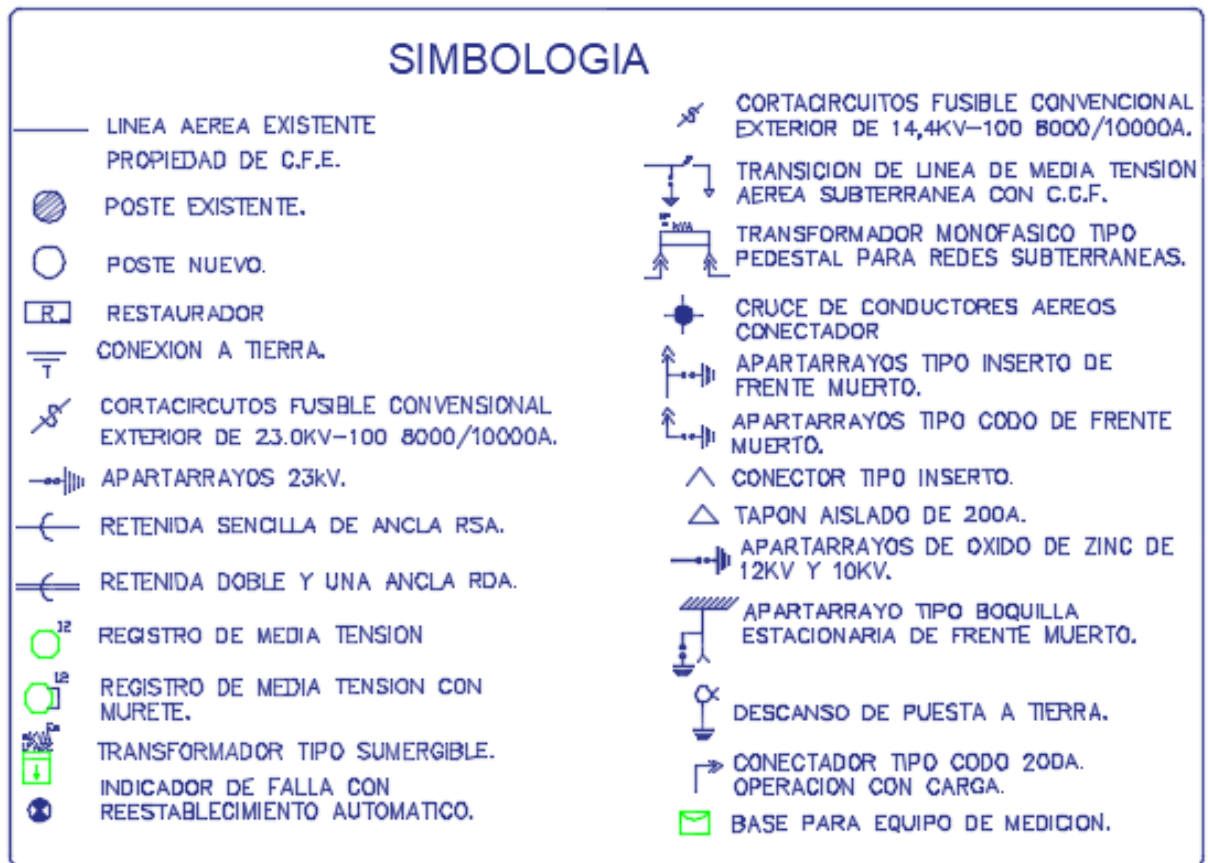 SIMBOLOGIA
LINEA AEREA EXISTENTE
PROPIEDAD DE C.F.E.
POSTE EXISTENTE.
POSTE NUEVO.
R
RESTAURADOR
CONEXION A TIERRA.
T
CORTACIRCUTOS FUSIBLE CONVENSIONAL
EXTERIOR DE 23.0KV-100 8000/10000A.
APARTARRAYOS 23kV.
RETENIDA SENCILLA DE ANCLA RSA.
RETENIDA DOBLE Y UNA ANCLA RDA.
12
REGISTRO DE MEDIA TENSION
12
REGISTRO DE MEDIA TENSION CON
MURETE.
TRANSFORMADOR TIPO SUMERGIBLE.
INDICADOR DE FALLA CON
REESTABLECIMIENTO AUTOMATICO.
CORTACIRCUITOS FUSIBLE CONVENCIONAL
EXTERIOR DE 14,4KV-100 8000/10000A.
TRANSICION DE LINEA DE MEDIA TENSION
AEREA SUBTERRANEA CON C.C.F.
KVA
TRANSFORMADOR MONOFASICO TIPO
PEDESTAL PARA REDES SUBTERRANEAS.
CRUCE DE CONDUCTORES AEREOS
CONECTADOR
APARTARRAYOS TIPO INSERTO DE
FRENTE MUERTO.
APARTARRAYOS TIPO CODO DE FRENTE
MUERTO.
CONECTOR TIPO INSERTO.
TAPON AISLADO DE 200A.
APARTARRAYOS DE OXIDO DE ZINC DE
12KV Y 10KV.
APARTARRAYO TIPO BOQUILLA
ESTACIONARIA DE FRENTE MUERTO.
DESCANSO DE PUESTA A TIERRA.
CONECTADOR TIPO CODO 200A.
OPERACION CON CARGA.
BASE PARA EQUIPO DE MEDICION.